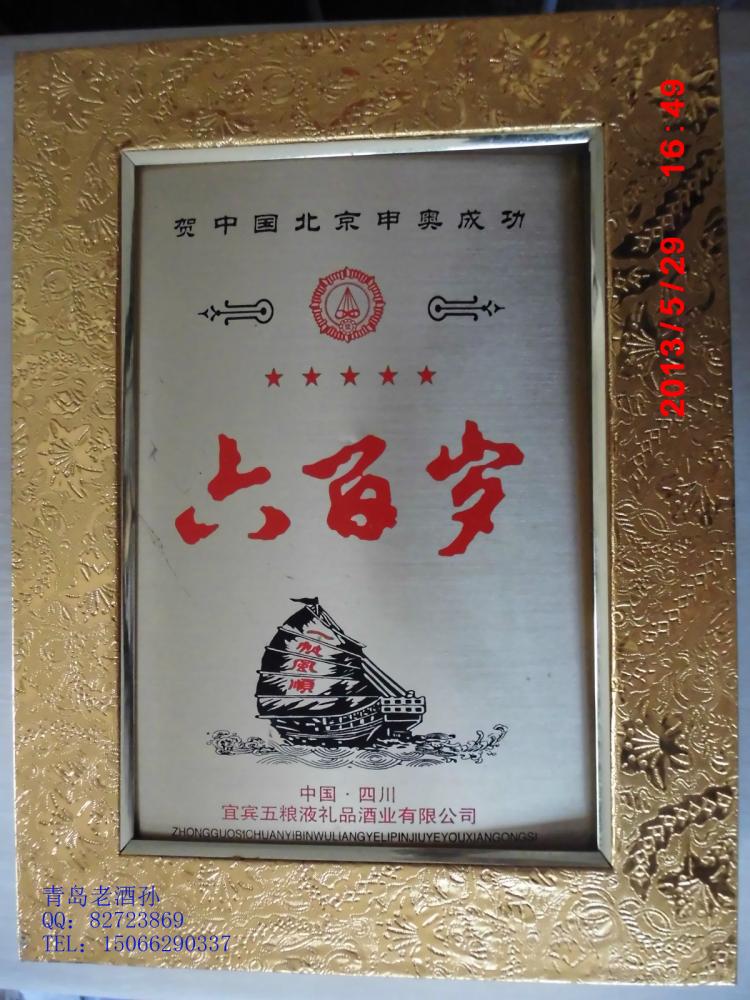 贺中国北京申奥成功
六百岁
一帆風順
中国·四川
宜宾五粮液礼品酒业有限公司
ZHONGGUOSICHUANYIBINWULIANGYELIPINJIUYEYOUXIANGONGSI
2013/5/29 16:49
青岛老酒孙
QQ: 82723869
TEL: 15066290337